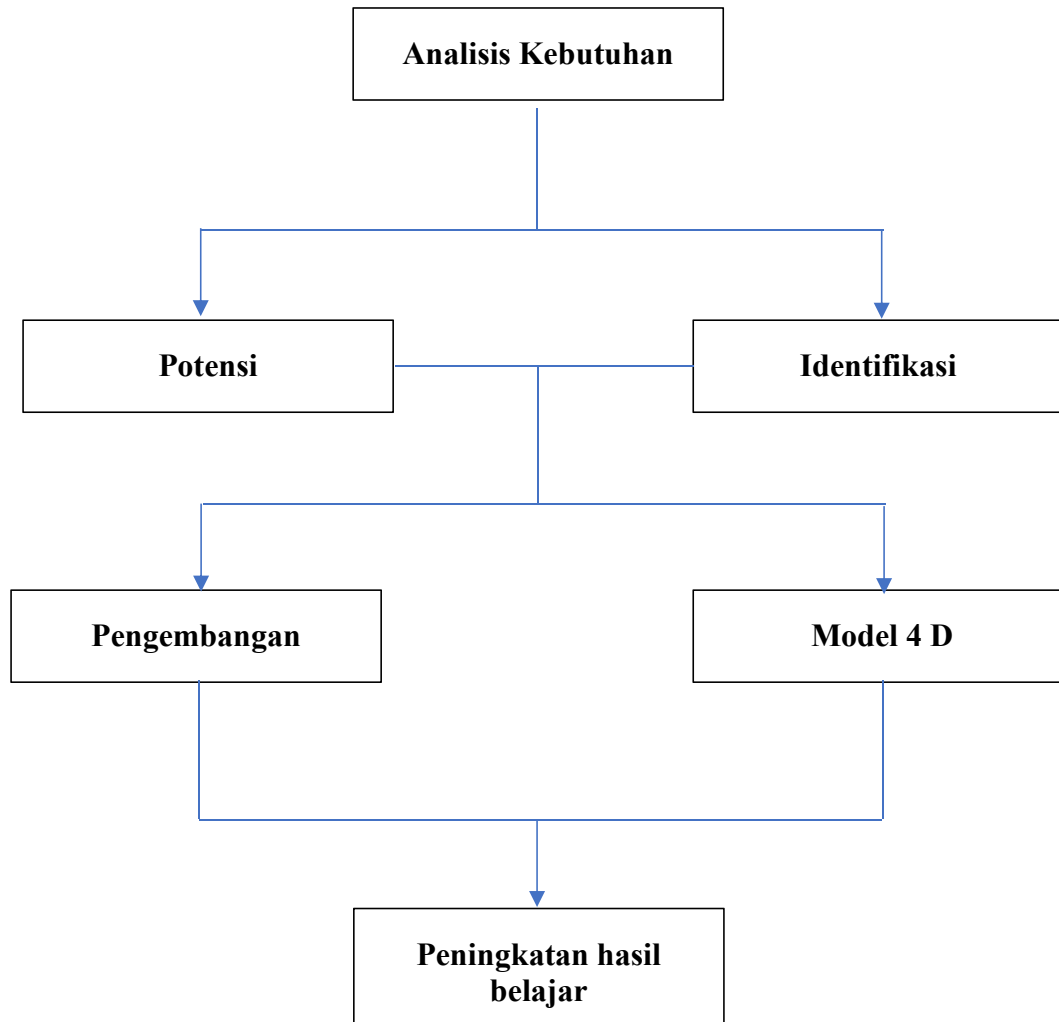 Analisis Kebutuhan
Potensi
Identifikasi
Pengembangan
Model 4 D
Peningkatan hasil
belajar